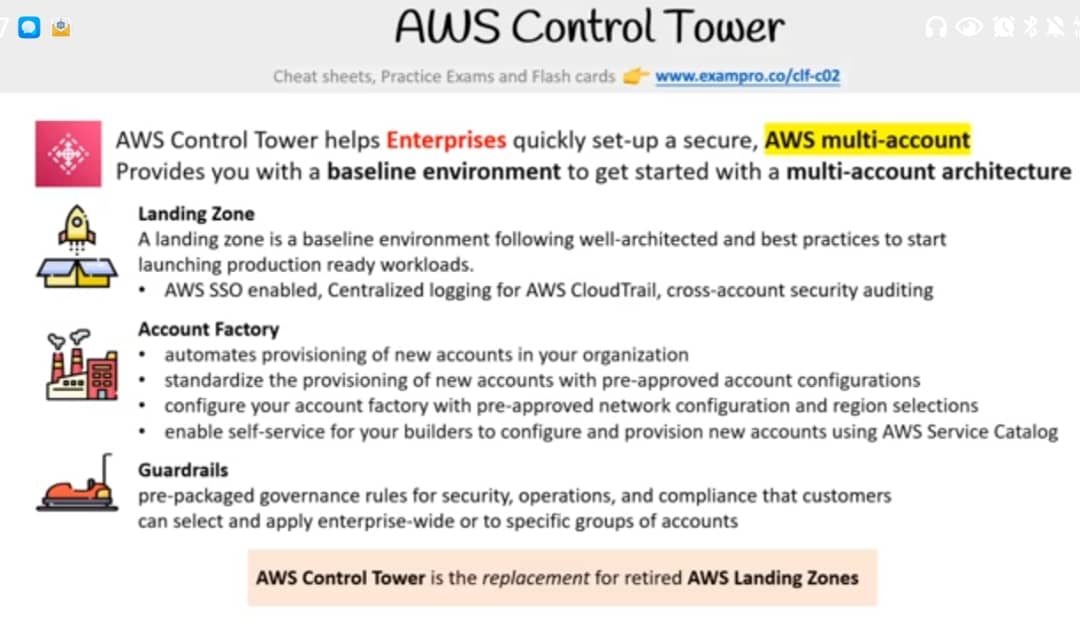 AWS Control Tower
Cheat sheets, Practice Exams and Flash cards 👉 www.exampro.co/clf-c02
AWS Control Tower helps Enterprises quickly set-up a secure, AWS multi-account
Provides you with a baseline environment to get started with a multi-account architecture
Landing Zone
A landing zone is a baseline environment following well-architected and best practices to start
launching production ready workloads.
• AWS SSO enabled, Centralized logging for AWS CloudTrail, cross-account security auditing
Account Factory
• automates provisioning of new accounts in your organization
• standardize the provisioning of new accounts with pre-approved account configurations
• configure your account factory with pre-approved network configuration and region selections
• enable self-service for your builders to configure and provision new accounts using AWS Service Catalog
Guardrails
pre-packaged governance rules for security, operations, and compliance that customers
can select and apply enterprise-wide or to specific groups of accounts
AWS Control Tower is the replacement for retired AWS Landing Zones